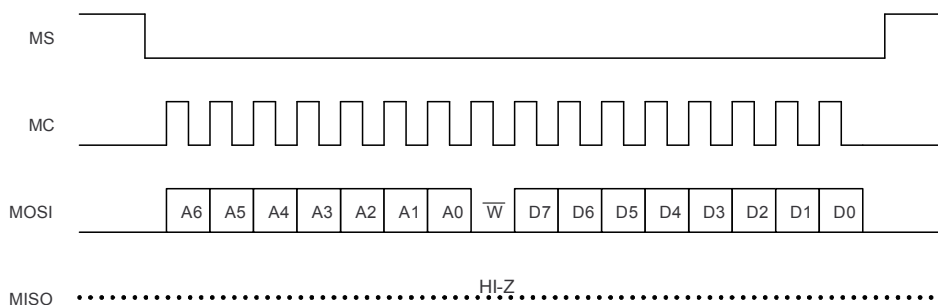 MS
MC
MOSI A6 A5 A4 A3 A2 A1 A0 W̅ D7 D6 D5 D4 D3 D2 D1 D0
HI-Z
MISO